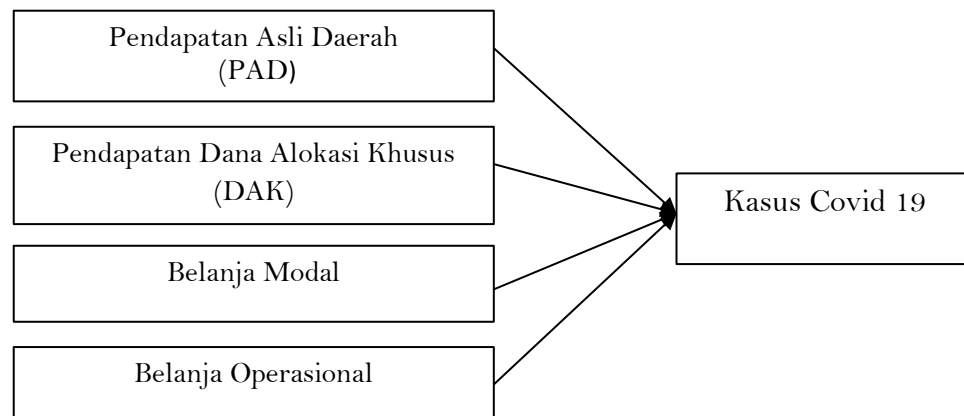 Pendapatan Asli Daerah
(PAD)
Pendapatan Dana Alokasi Khusus
(DAK)
Kasus Covid 19
Belanja Modal
Belanja Operasional